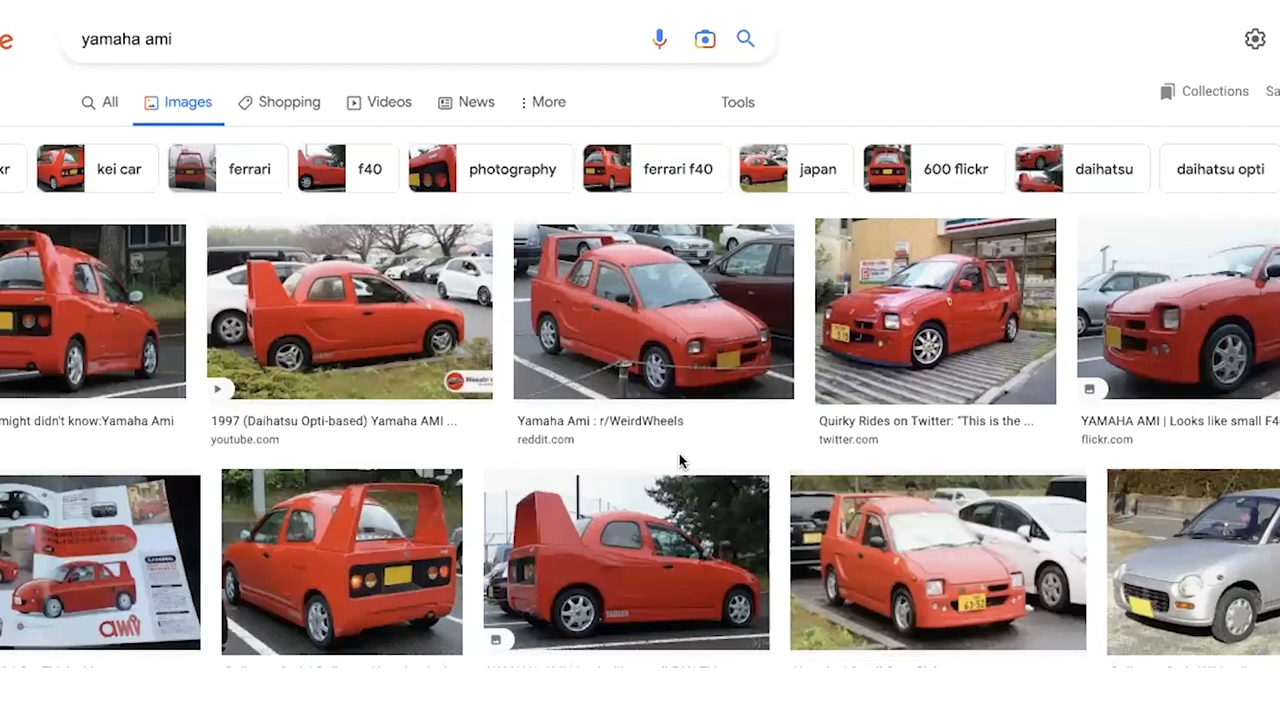 e
yamaha ami
All
Images
Shopping
Videos
News
More
Tools
Collections
Sa
kr
kei car
ferrari
f40
photography
ferrari f40
japan
600 flickr
daihatsu
daihatsu opti
might didn't know:Yamaha Ami
1997 (Daihatsu Opti-based) Yamaha AMI ...
youtube.com
Yamaha Ami : r/WeirdWheels
reddit.com
Quirky Rides on Twitter: "This is the ...
twitter.com
YAMAHA AMI | Looks like small F4
flickr.com
ami